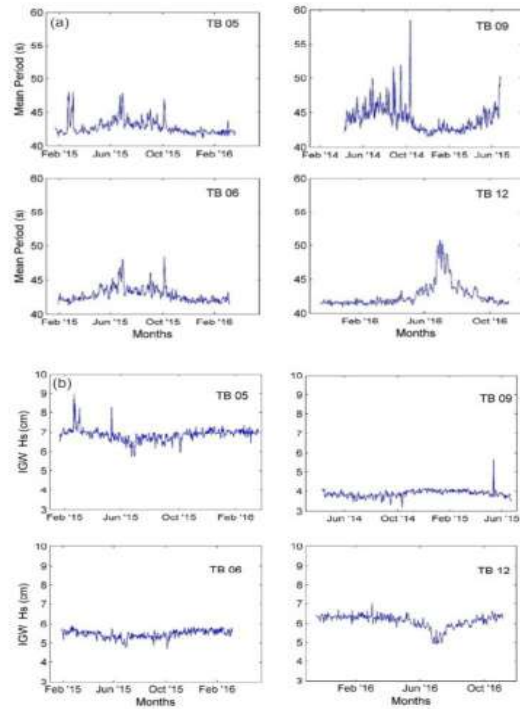 (a)
TB 05
Mean Period (s)
60
55
50
45
40
Feb '15 Jun '15 Oct '15 Feb '16
TB 09
60
55
50
45
40
Feb '14 Jun '14 Oct '14 Feb '15 Jun '15
TB 06
Mean Period (s)
60
55
50
45
40
Feb '15 Jun '15 Oct '15 Feb '16
Months
TB 12
60
55
50
45
40
Feb '16 Jun '16 Oct '16
Months
(b)
TB 05
IGW Hs (cm)
10
9
8
7
6
5
4
3
Feb '15 Jun '15 Oct '15 Feb '16
TB 09
10
9
8
7
6
5
4
3
Jun '14 Oct '14 Feb '15 Jun '15
TB 06
IGW Hs (cm)
10
9
8
7
6
5
4
3
Feb '15 Jun '15 Oct '15 Feb '16
Months
TB 12
10
9
8
7
6
5
4
3
Feb '16 Jun '16 Oct '16
Months